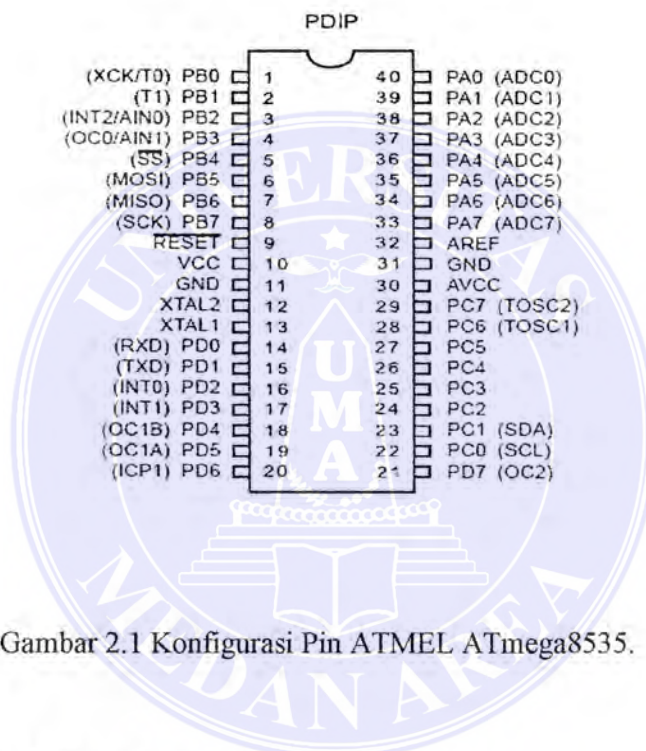 PDIP
(XCK/T0) PB0 1 40 PA0 (ADC0)
(T1) PB1 2 39 PA1 (ADC1)
(INT2/AIN0) PB2 3 38 PA2 (ADC2)
(OC0/AIN1) PB3 4 37 PA3 (ADC3)
(SS) PB4 5 36 PA4 (ADC4)
(MOSI) PB5 6 35 PA5 (ADC5)
(MISO) PB6 7 34 PA6 (ADC6)
(SCK) PB7 8 33 PA7 (ADC7)
RESET 9 32 AREF
VCC 10 31 GND
GND 11 30 AVCC
XTAL2 12 29 PC7 (TOSC2)
XTAL1 13 28 PC6 (TOSC1)
(RXD) PD0 14 27 PC5
(TXD) PD1 15 26 PC4
(INT0) PD2 16 25 PC3
(INT1) PD3 17 24 PC2
(OC1B) PD4 18 23 PC1 (SDA)
(OC1A) PD5 19 22 PC0 (SCL)
(ICP1) PD6 20 21 PD7 (OC2)
UNIVERSITAS
UMA
MEDAN AREA
Gambar 2.1 Konfigurasi Pin ATMEL ATmega8535.